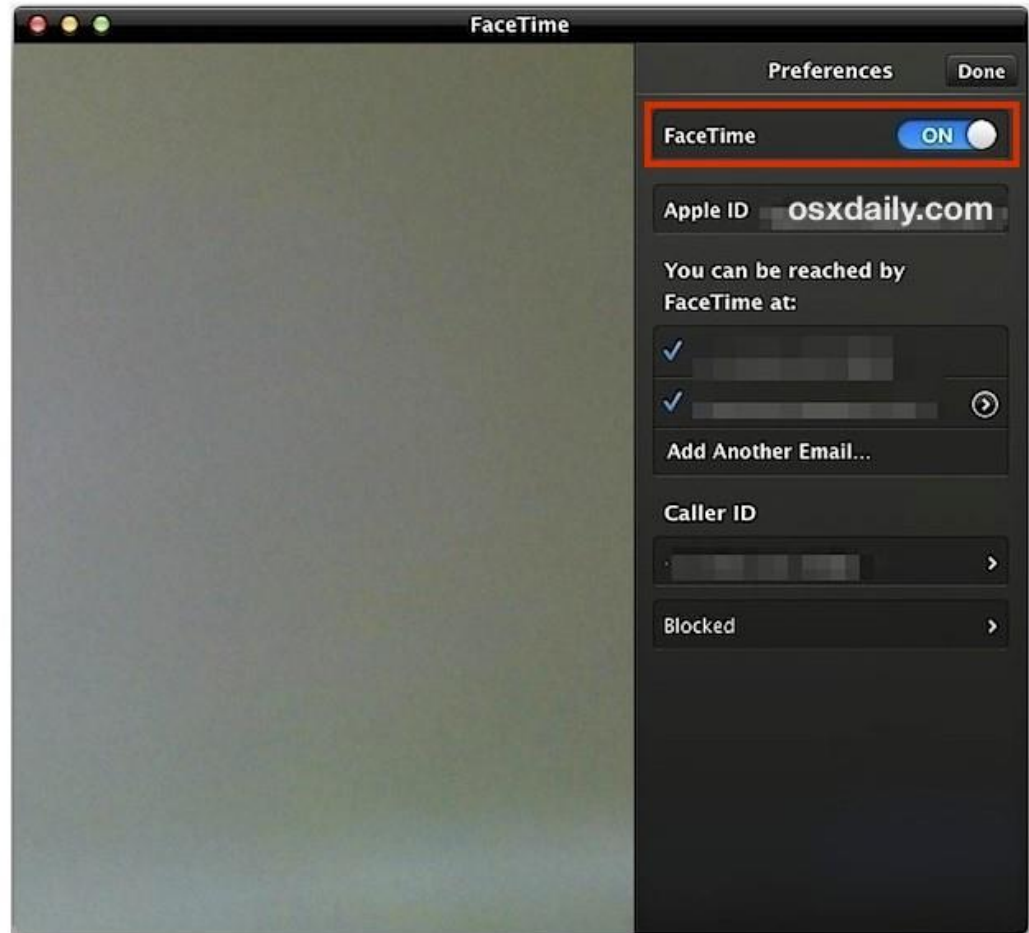 FaceTime
Preferences
Done
FaceTime
ON
Apple ID
osxdaily.com
You can be reached by
FaceTime at:
Add Another Email...
Caller ID
Blocked